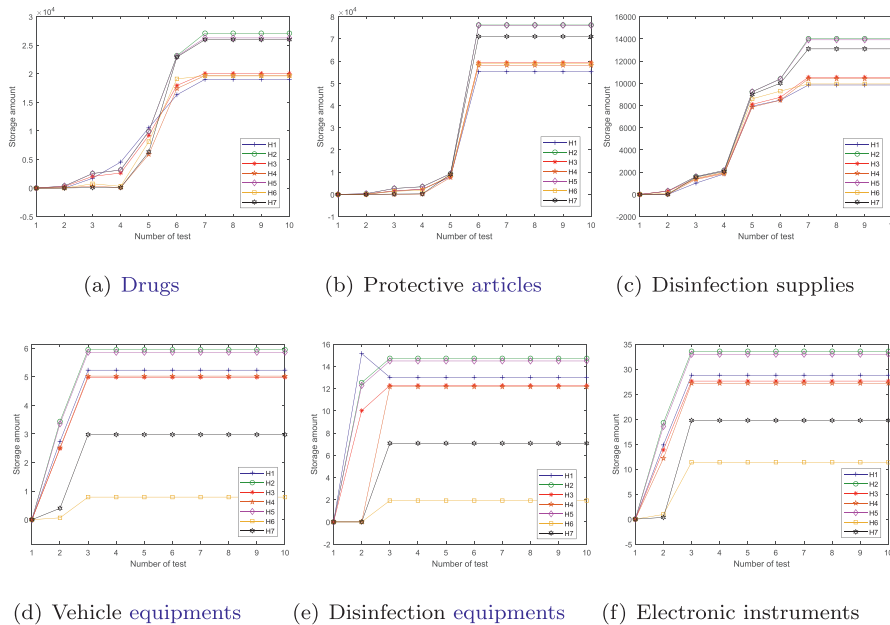 ×10^4
3
2.5
2
1.5
1
0.5
0
-0.5
Storage amount
1 2 3 4 5 6 7 8 9 10
Number of test
H1
H2
H3
H4
H5
H6
H7
(a) Drugs
×10^4
8
7
6
5
4
3
2
1
0
-1
Storage amount
1 2 3 4 5 6 7 8 9 10
Number of test
H1
H2
H3
H4
H5
H6
H7
(b) Protective articles
14000
12000
10000
8000
6000
4000
2000
0
-2000
Storage amount
1 2 3 4 5 6 7 8 9 10
Number of test
H1
H2
H3
H4
H5
H6
H7
(c) Disinfection supplies
6
5
4
3
2
1
0
Storage amount
1 2 3 4 5 6 7 8 9 10
Number of test
H1
H2
H3
H4
H5
H6
H7
(d) Vehicle equipments
16
14
12
10
8
6
4
2
0
-2
Storage amount
1 2 3 4 5 6 7 8 9 10
Number of test
H1
H2
H3
H4
H5
H6
H7
(e) Disinfection equipments
35
30
25
20
15
10
5
0
-5
Storage amount
1 2 3 4 5 6 7 8 9 10
Number of test
H1
H2
H3
H4
H5
H6
H7
(f) Electronic instruments